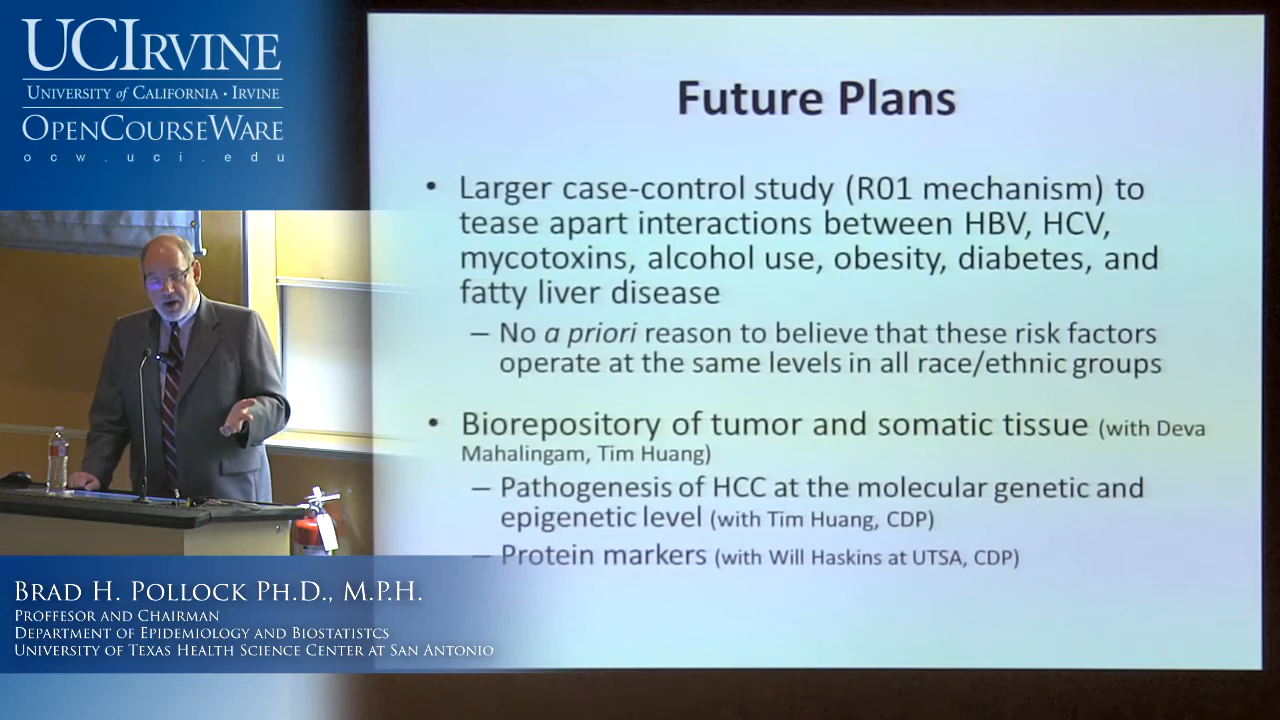 UCIRVINE
UNIVERSITY of CALIFORNIA · IRVINE
OPENCOURSEWARE
ocw.uci.edu
Future Plans
• Larger case-control study (R01 mechanism) to
tease apart interactions between HBV, HCV,
mycotoxins, alcohol use, obesity, diabetes, and
fatty liver disease
– No a priori reason to believe that these risk factors
operate at the same levels in all race/ethnic groups
• Biorepository of tumor and somatic tissue (with Deva
Mahalingam, Tim Huang)
– Pathogenesis of HCC at the molecular genetic and
epigenetic level (with Tim Huang, CDP)
– Protein markers (with Will Haskins at UTSA, CDP)
BRAD H. POLLOCK PH.D., M.P.H.
PROFFESOR AND CHAIRMAN
DEPARTMENT OF EPIDEMIOLOGY AND BIOSTATISTCS
UNIVERSITY OF TEXAS HEALTH SCIENCE CENTER AT SAN ANTONIO